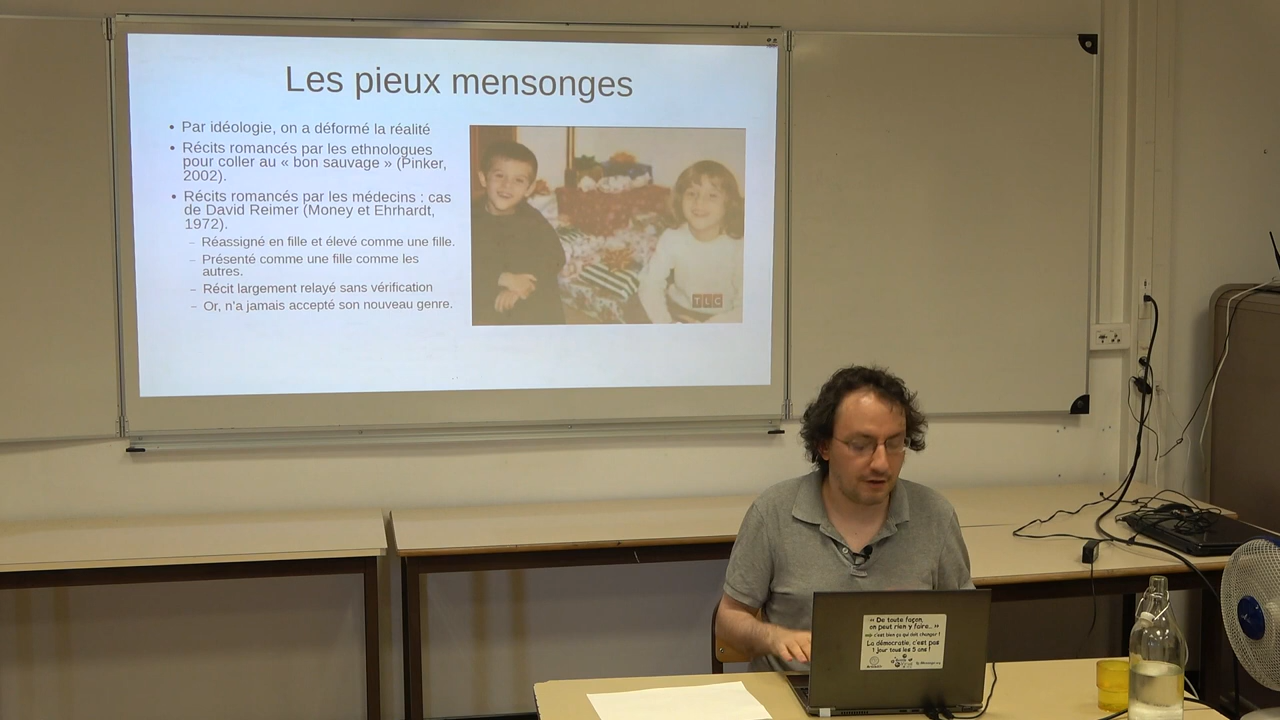 Les pieux mensonges
• Par idéologie, on a déformé la réalité
• Récits romancés par les ethnologues
pour coller au « bon sauvage » (Pinker,
2002).
• Récits romancés par les médecins : cas
de David Reimer (Money et Ehrhardt,
1972).
– Réassigné en fille et élevé comme une fille.
– Présenté comme une fille comme les
autres.
– Récit largement relayé sans vérification
– Or, n'a jamais accepté son nouveau genre.
TLC
« De toute façon,
on peut rien y faire... »
La démocratie, c'est pas
1 jour tous les 5 ans !